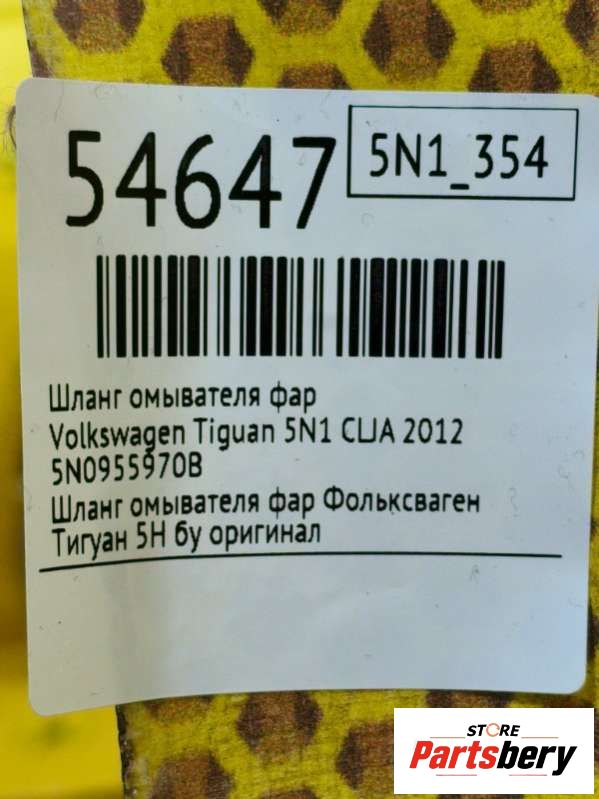 54647
5N1_354
Шланг омывателя фар
Volkswagen Tiguan 5N1 CLJA 2012
5N0955970B
Шланг омывателя фар Фольксваген
Тигуан 5Н бу оригинал
STORE
Partsbery